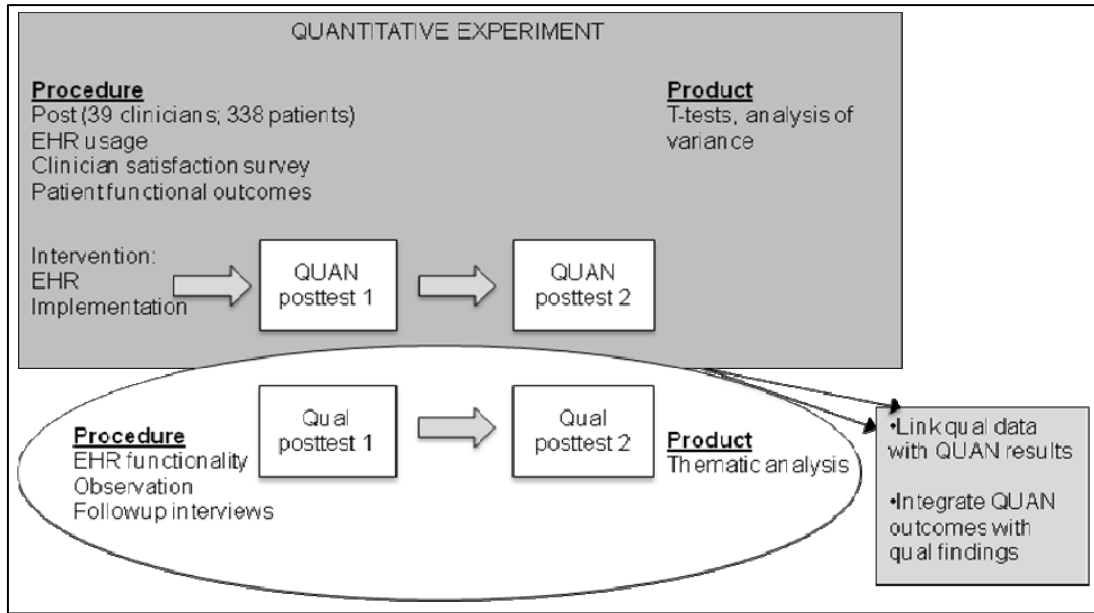 QUANTITATIVE EXPERIMENT
Procedure
Post (39 clinicians; 338 patients)
EHR usage
Clinician satisfaction survey
Patient functional outcomes
Product
T-tests, analysis of
variance
Intervention:
EHR
Implementation
QUAN
posttest 1
QUAN
posttest 2
Qual
posttest 1
Qual
posttest 2
Procedure
EHR functionality
Observation
Followup interviews
Product
Thematic analysis
•Link qual data
with QUAN results
•Integrate QUAN
outcomes with
qual findings